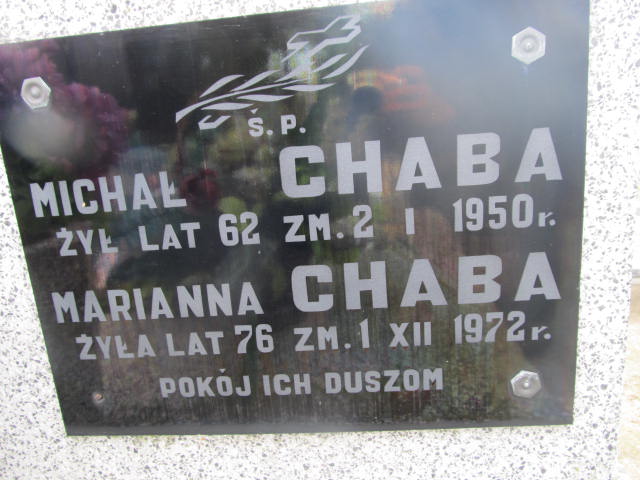 Ś.P.
MICHAŁ CHABA
ŻYŁ LAT 62 ZM. 2 I 1950 r.
MARIANNA CHABA
ŻYŁA LAT 76 ZM. 1 XII 1972 r.
POKÓJ ICH DUSZOM